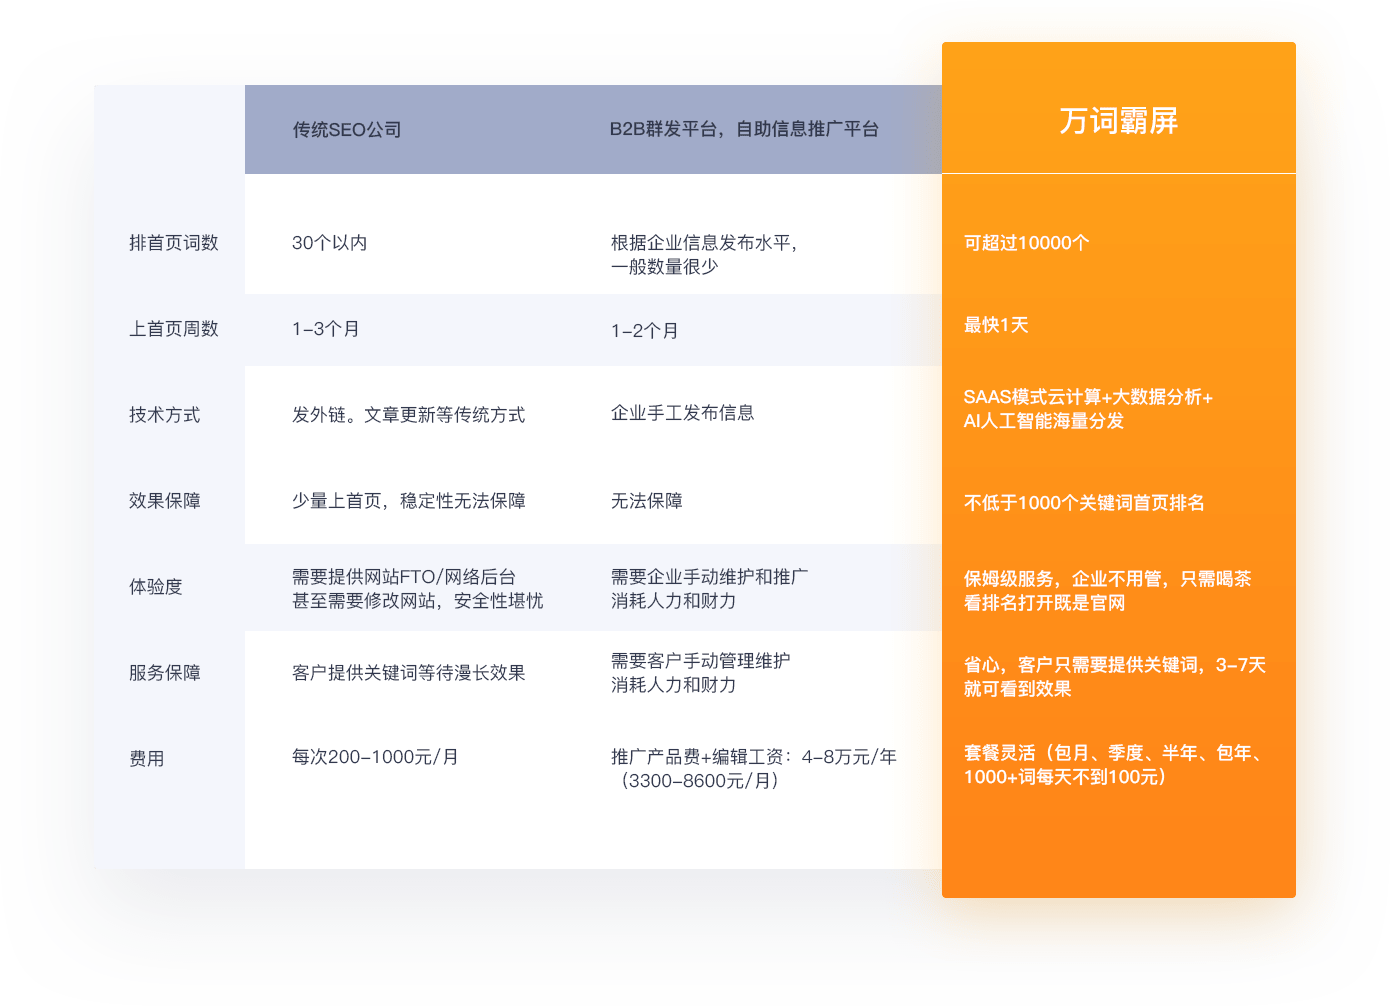 传统SEO公司
B2B群发平台，自助信息推广平台
万词霸屏
排首页词数
30个以内
根据企业信息发布水平，
一般数量很少
可超过10000个
上首页周数
1-3个月
1-2个月
最快1天
技术方式
发外链。文章更新等传统方式
企业手工发布信息
SAAS模式云计算+大数据分析+
AI人工智能海量分发
效果保障
少量上首页，稳定性无法保障
无法保障
不低于1000个关键词首页排名
体验度
需要提供网站FTO/网络后台
甚至需要修改网站，安全性堪忧
需要企业手动维护和推广
消耗人力和财力
保姆级服务，企业不用管，只需喝茶
看排名打开既是官网
服务保障
客户提供关键词等待漫长效果
需要客户手动管理维护
消耗人力和财力
省心，客户只需要提供关键词，3-7天
就可看到效果
费用
每次200-1000元/月
推广产品费+编辑工资：4-8万元/年
（3300-8600元/月）
套餐灵活（包月、季度、半年、包年、
1000+词每天不到100元）